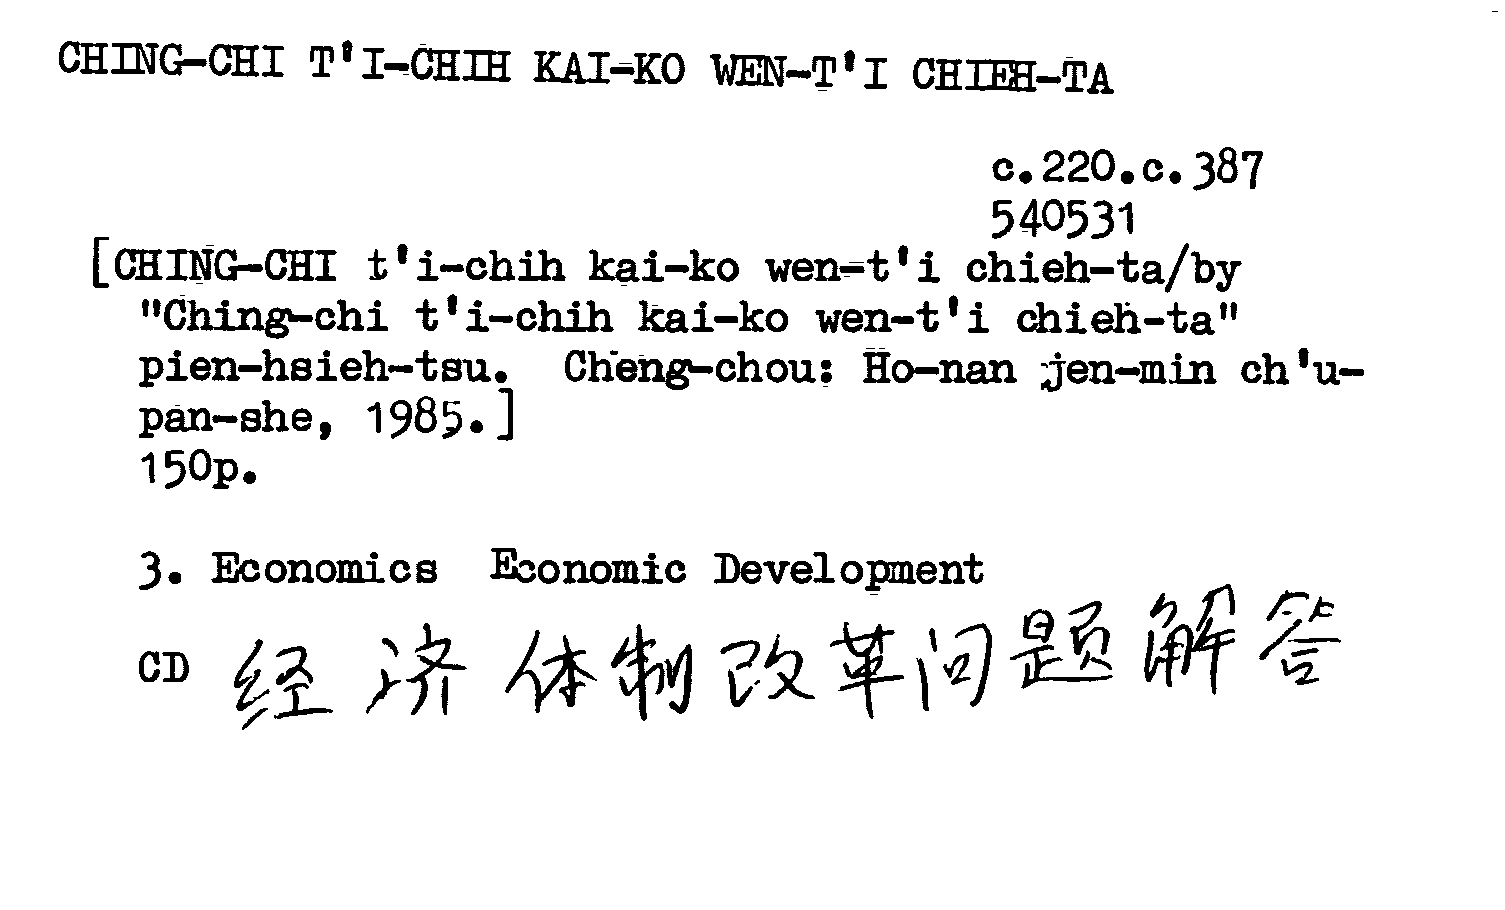 CHING-CHI T'I-CHIH KAI-KO WEN-T'I CHIEH-TA
c.220.c.387
540531
[CHING-CHI t'i-chih kai-ko wen-t'i chieh-ta/by
"Ching-chi t'i-chih kai-ko wen-t'i chieh-ta"
pien-hsieh-tsu. Cheng-chou: Ho-nan jen-min ch'u-
pan-she, 1985.]
150p.
3. Economics Economic Development
CD 经济体制改革问题解答